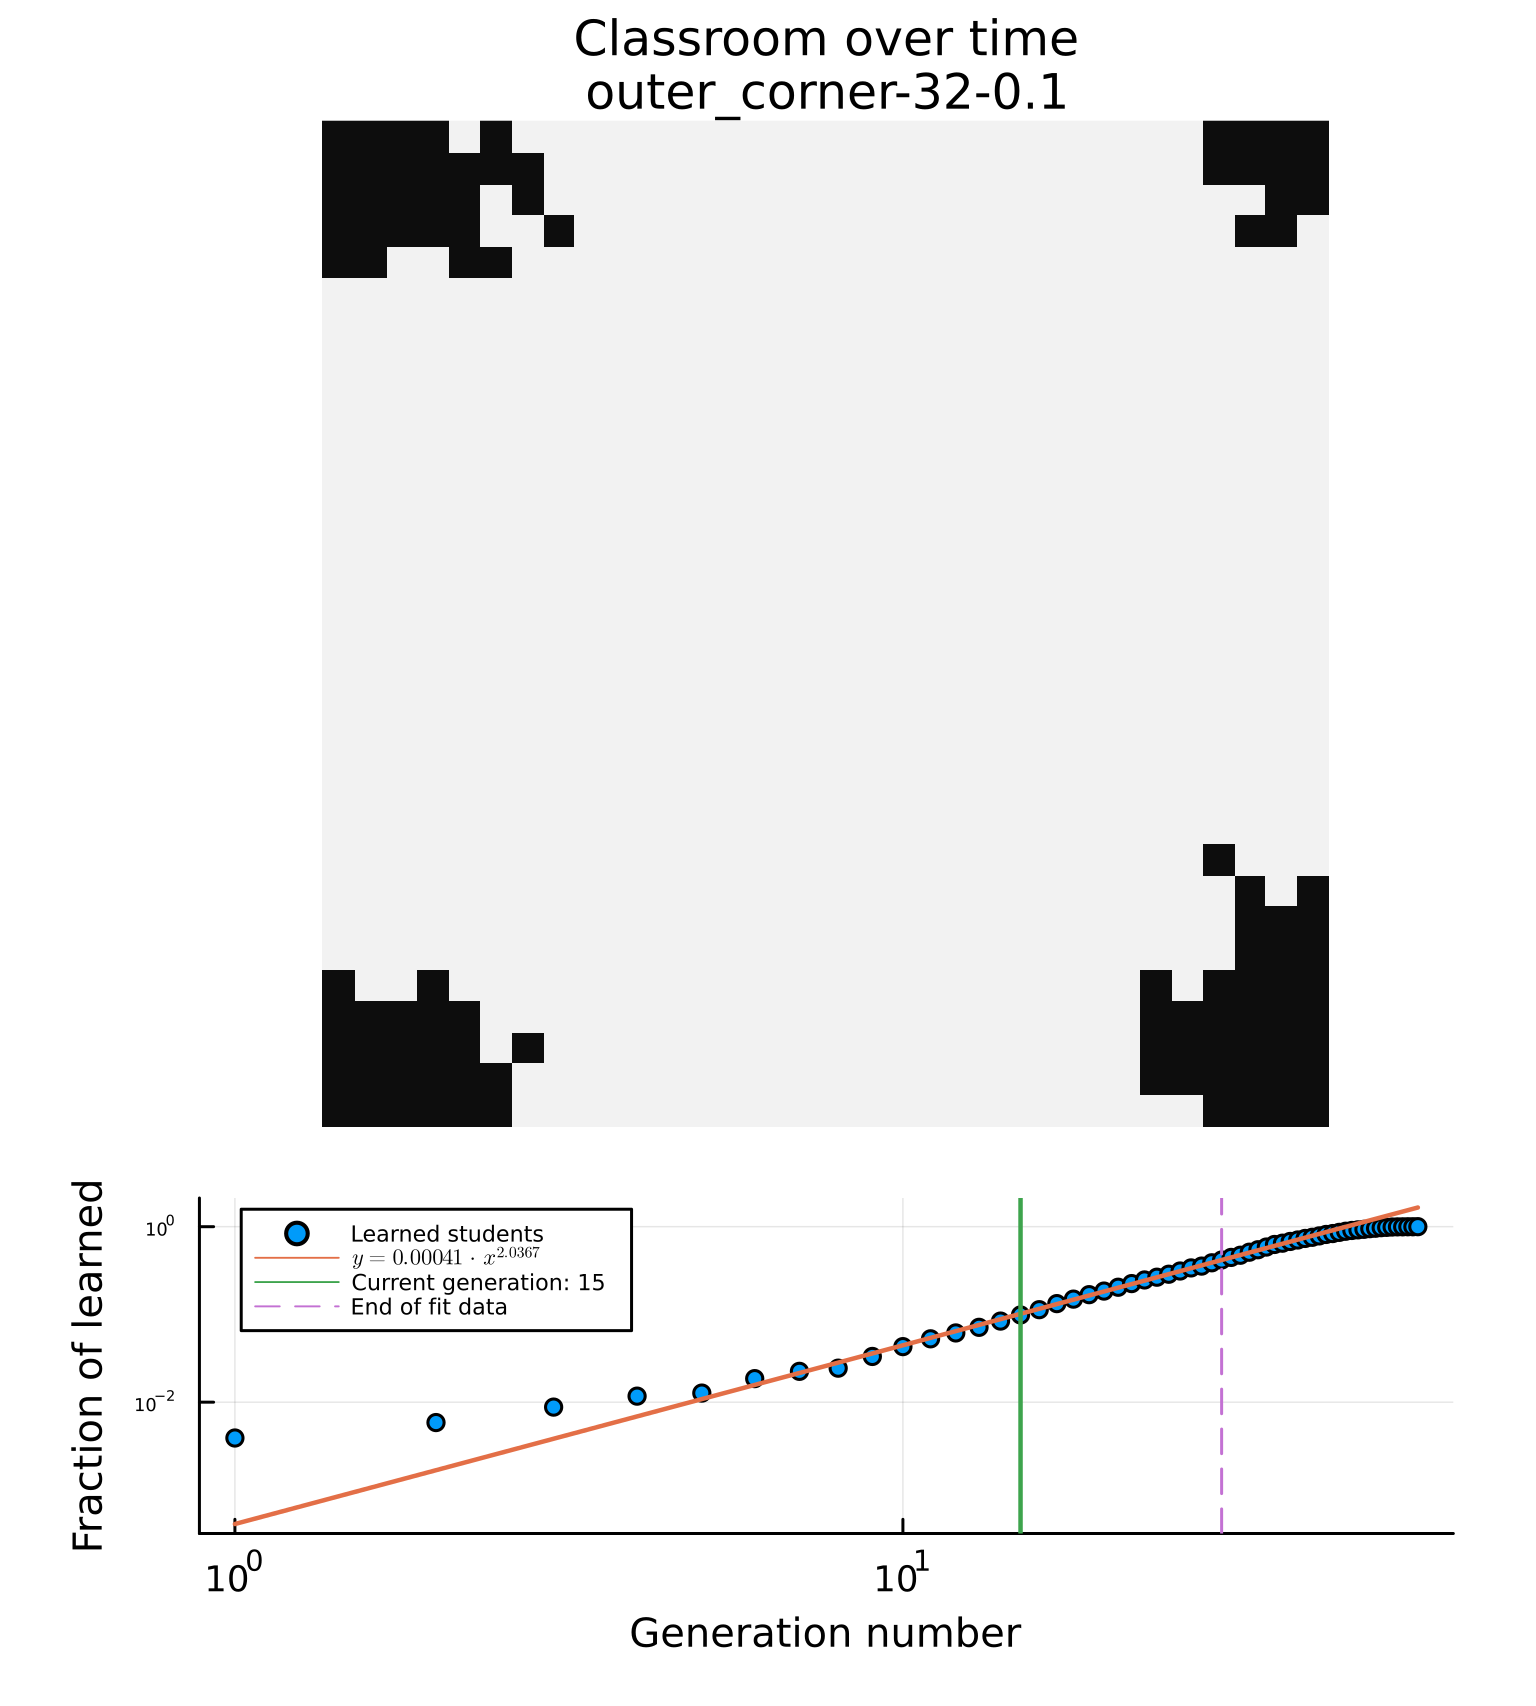 Classroom over time
outer_corner-32-0.1
Fraction of learned
10^0
10^−2
Learned students
y = 0.00041 · x^2.0367
Current generation: 15
End of fit data
10^0
10^1
Generation number